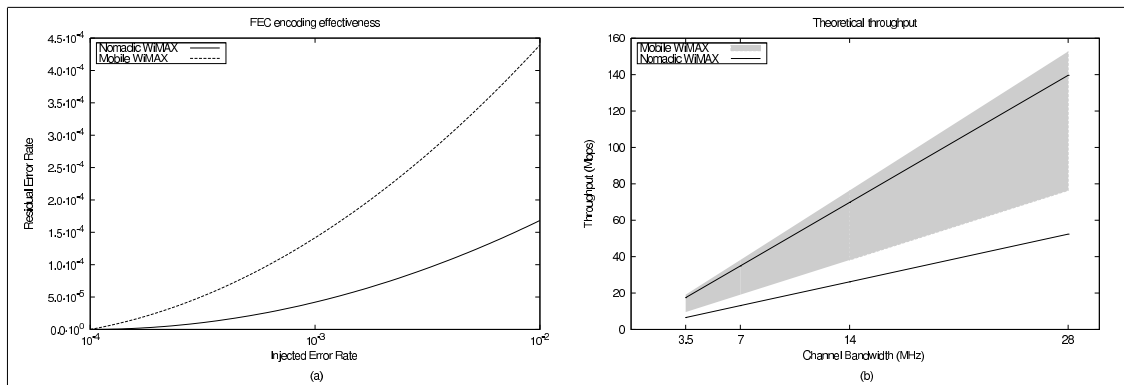 FEC encoding effectiveness
Nomadic WiMAX
Mobile WiMAX
4.5·10-4
4.0·10-4
3.5·10-4
3.0·10-4
2.5·10-4
2.0·10-4
1.5·10-4
1.0·10-4
5.0·10-5
0.0·100
10-4
10-3
10-2
Residual Error Rate
Injected Error Rate
(a)
Theoretical throughput
Mobile WiMAX
Nomadic WiMAX
160
140
120
100
80
60
40
20
0
3.5
7
14
28
Throughput (Mbps)
Channel Bandwidth (MHz)
(b)